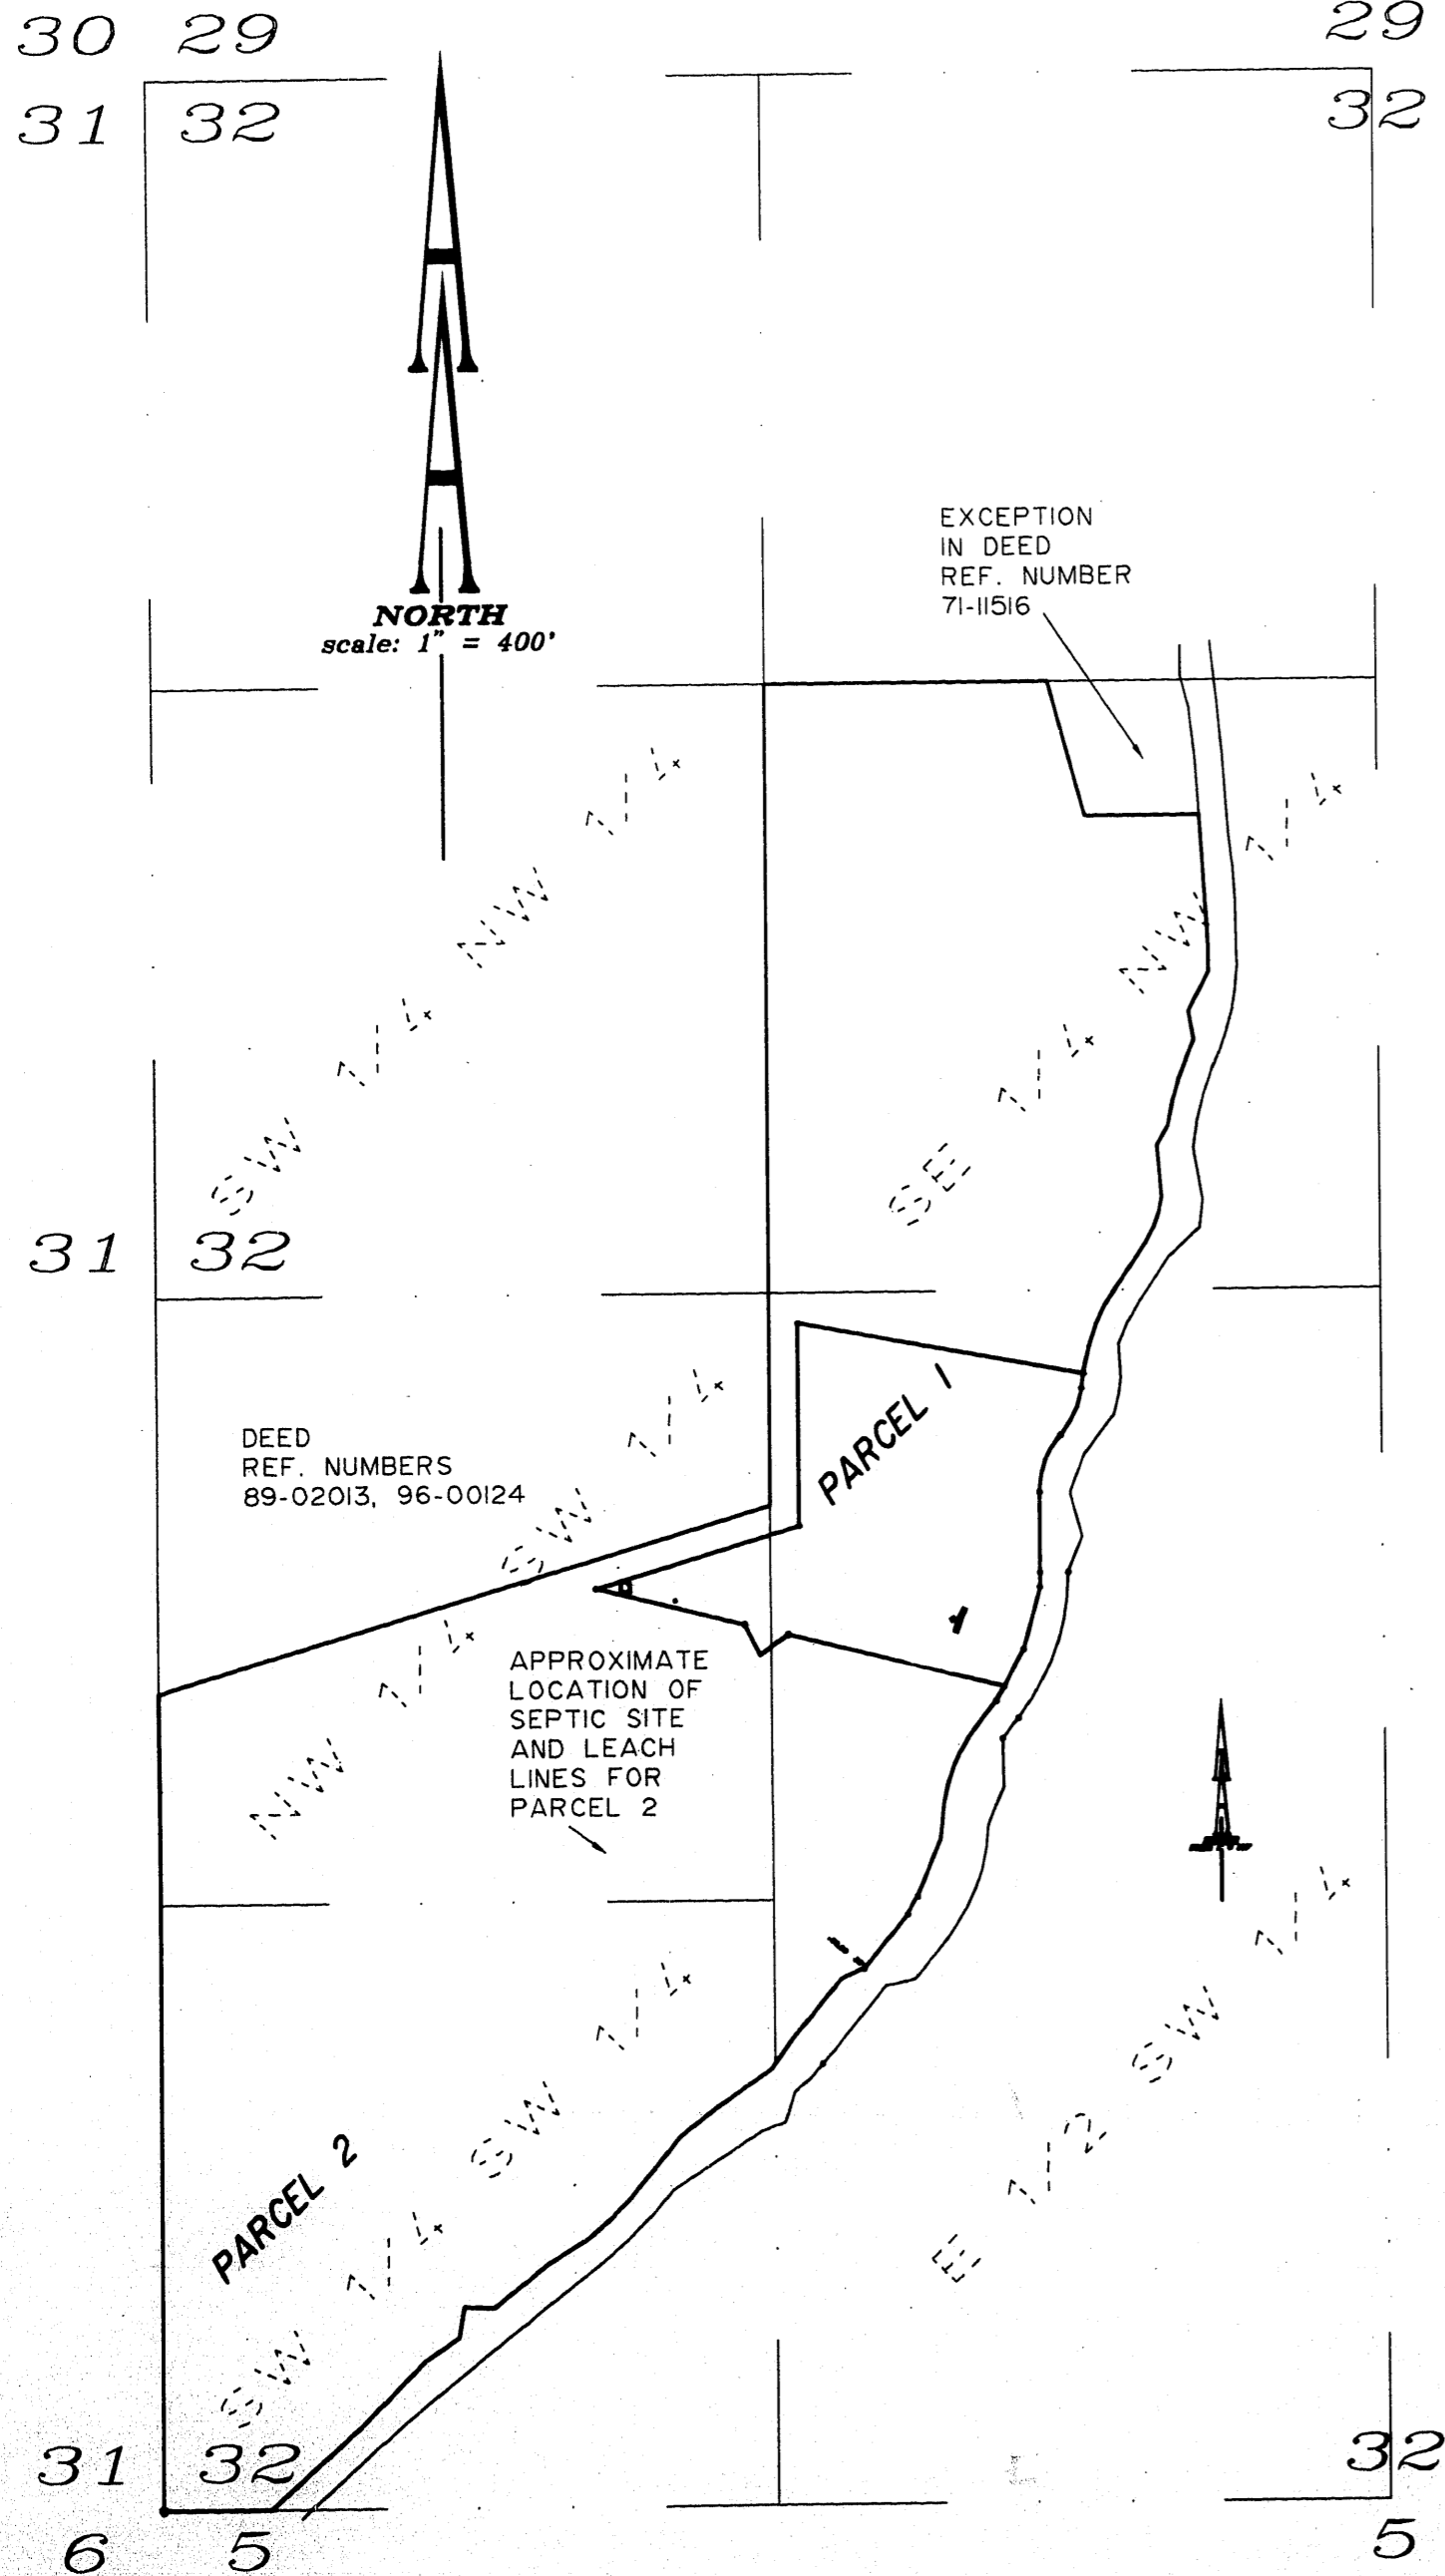 30 29
29
31 32
32
EXCEPTION
IN DEED
REF. NUMBER
71-11516
NORTH
scale: 1" = 400'
SW 1/4 NW 1/4
SE 1/4 NW 1/4
31 32
DEED
REF. NUMBERS
89-02013, 96-00124
NW 1/4 SW 1/4
PARCEL 1
APPROXIMATE
LOCATION OF
SEPTIC SITE
AND LEACH
LINES FOR
PARCEL 2
SW 1/4 SW 1/4
E 1/2 SW 1/4
PARCEL 2
31 32
32
6 5
5